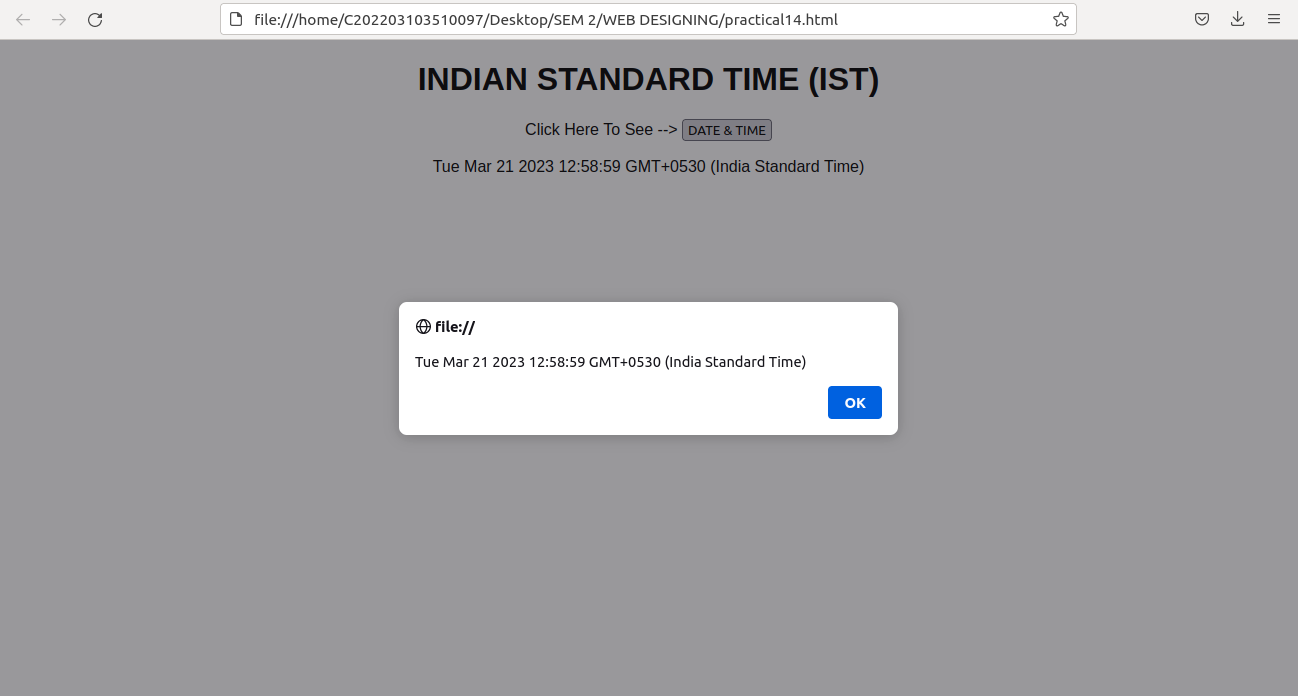 file:///home/C202203103510097/Desktop/SEM 2/WEB DESIGNING/practical14.html
INDIAN STANDARD TIME (IST)
Click Here To See --> DATE & TIME
Tue Mar 21 2023 12:58:59 GMT+0530 (India Standard Time)
file://
Tue Mar 21 2023 12:58:59 GMT+0530 (India Standard Time)
OK